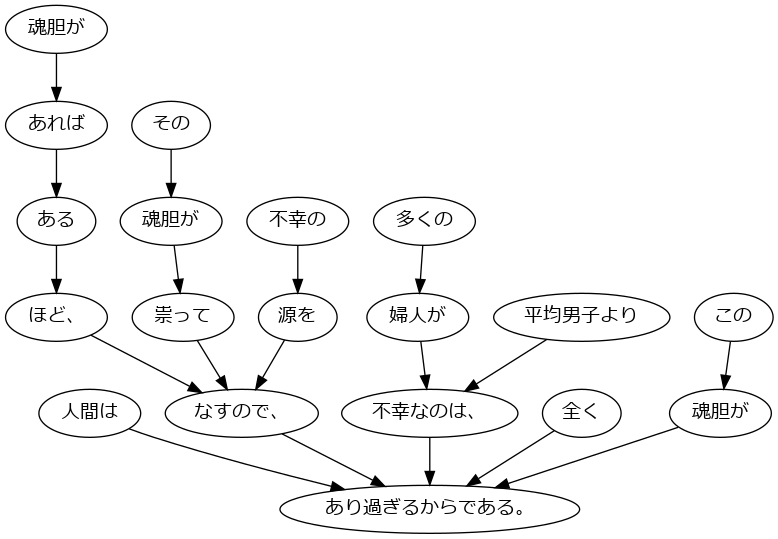 魂胆が
あれば
その
ある
魂胆が
不幸の
多くの
ほど、
祟って
源を
婦人が
平均男子より
この
人間は
なすので、
不幸なのは、
全く
魂胆が
あり過ぎるからである。